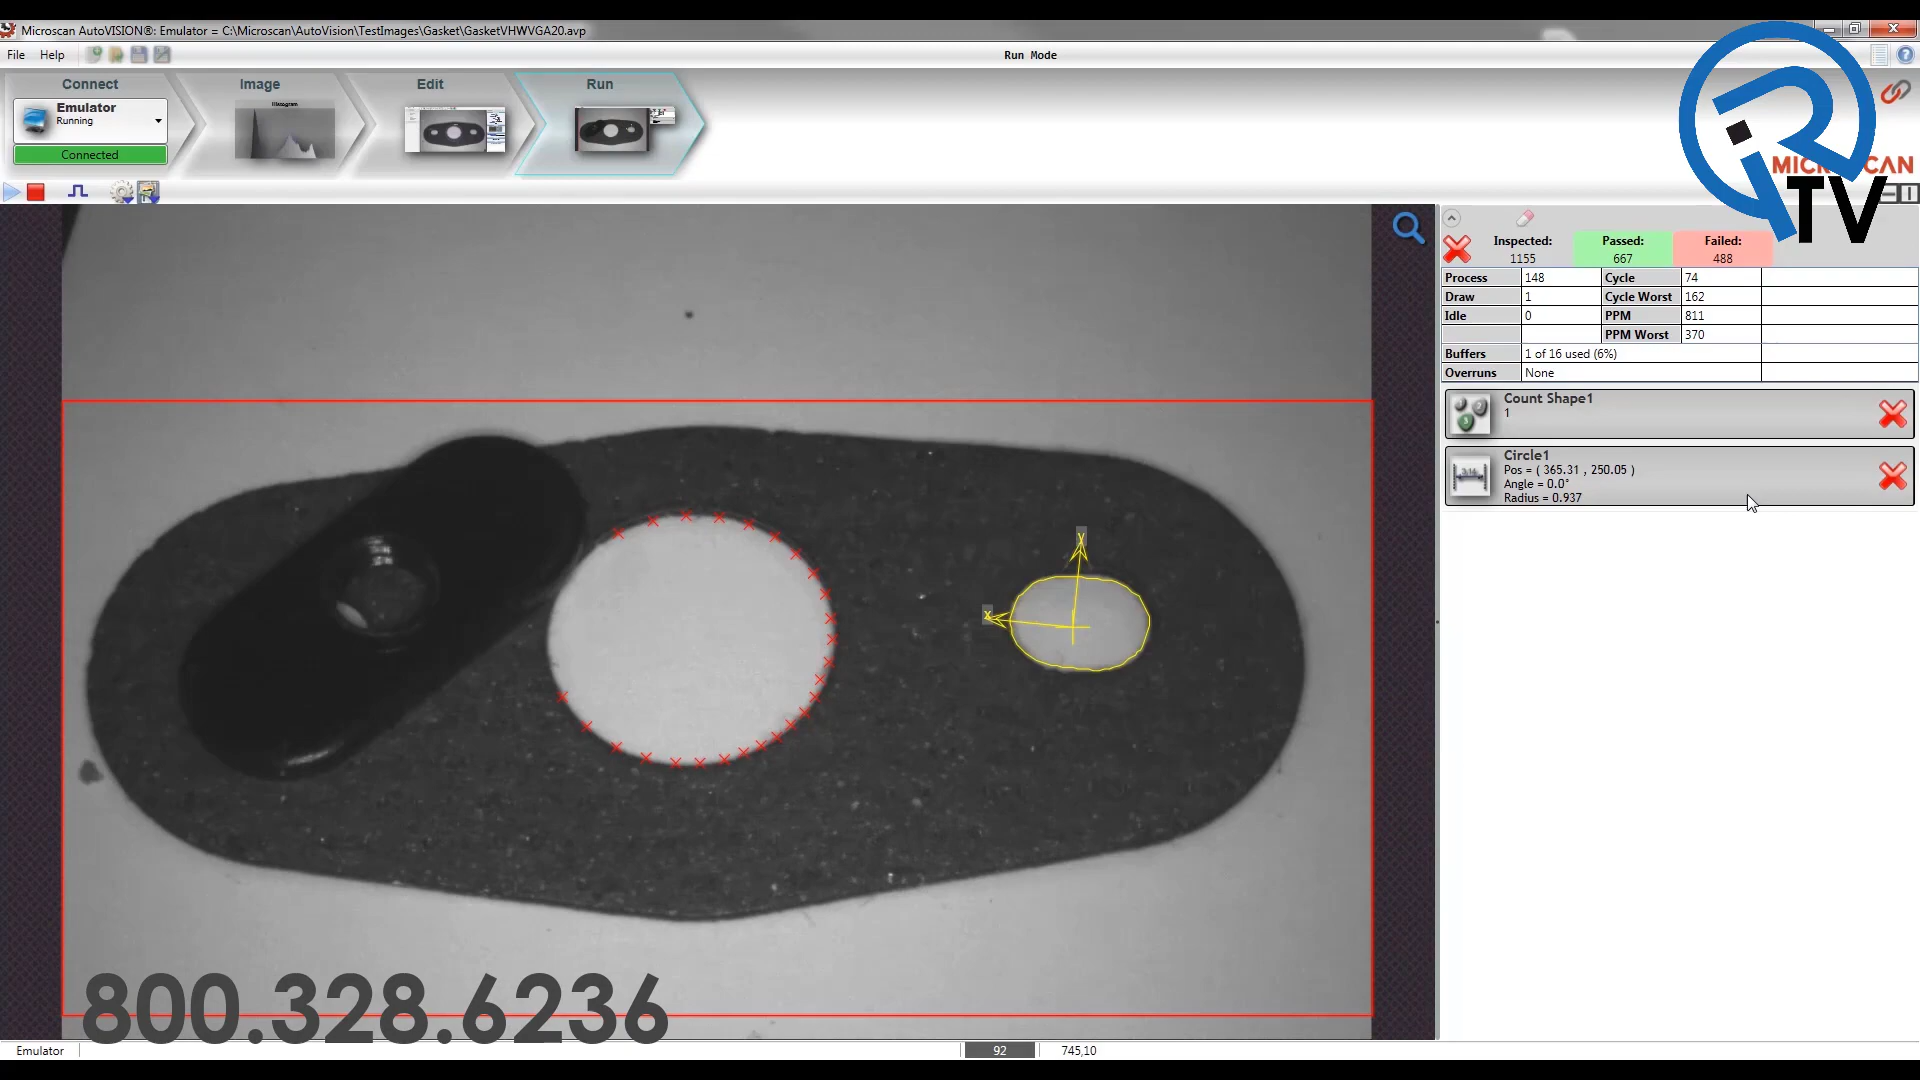 Microscan AutoVISION®: Emulator = C:\Microscan\AutoVision\TestImages\Gasket\GasketVHWVGA20.avp
File Help
Run Mode
Connect
Image
Edit
Run
Emulator
Running
Connected
Histogram
MICROSCAN
iR
TV
Inspected:
1155
Passed:
667
Failed:
488
Process 148 Cycle 74
Draw 1 Cycle Worst 162
Idle 0 PPM 811
PPM Worst 370
Buffers 1 of 16 used (6%)
Overruns None
Count Shape1
1
Circle1
Pos = ( 365.31 , 250.05 )
Angle = 0.0°
Radius = 0.937
y
x
800.328.6236
Emulator
92
745,10